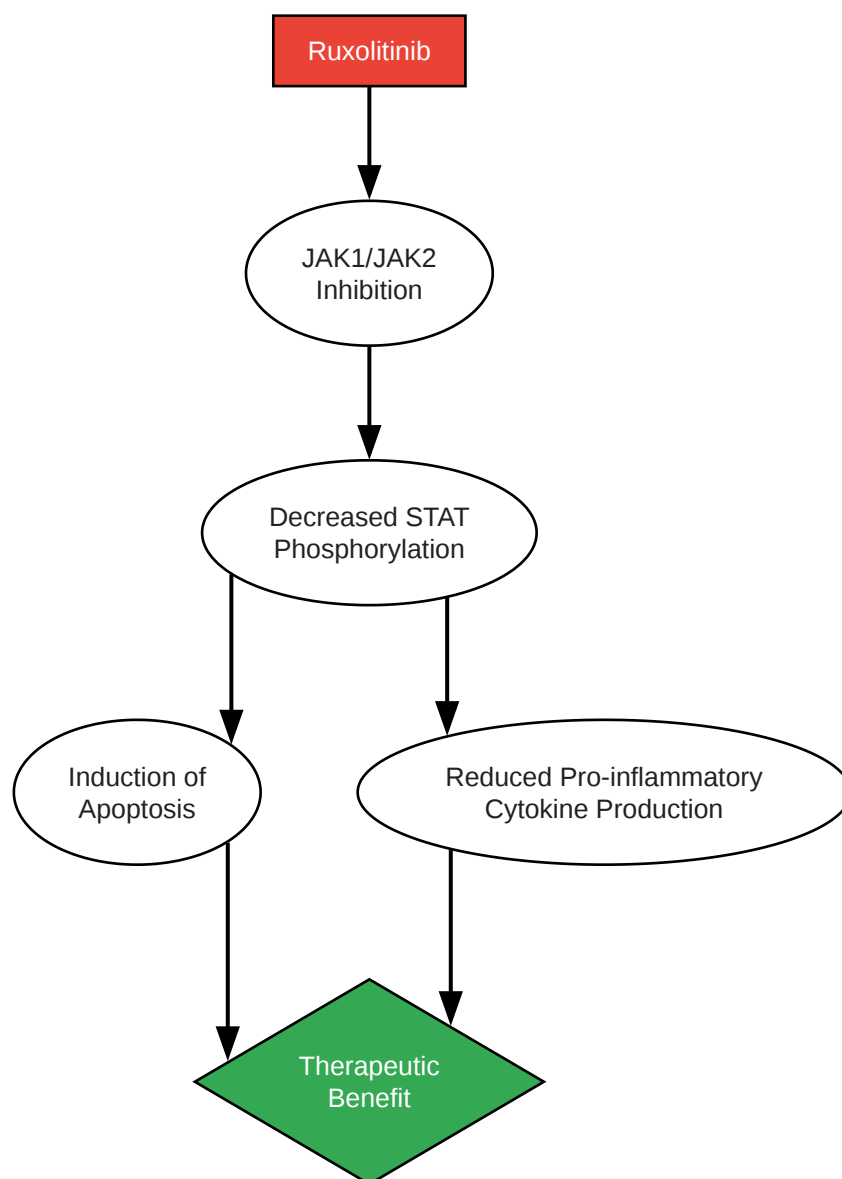 Ruxolitinib
JAK1/JAK2
Inhibition
Decreased STAT
Phosphorylation
Induction of
Apoptosis
Reduced Pro-inflammatory
Cytokine Production
Therapeutic
Benefit